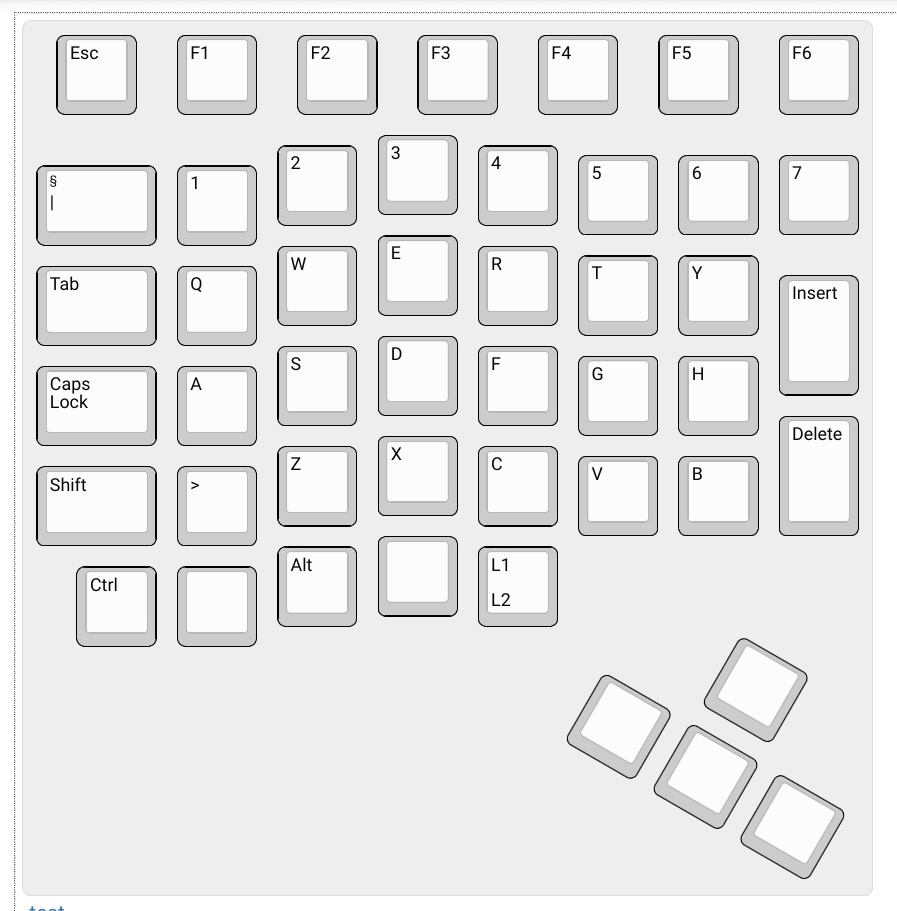 Esc F1 F2 F3 F4 F5 F6
§ 1 2 3 4 5 6 7
|
Tab Q W E R T Y Insert
Caps A S D F G H Delete
Lock
Shift > Z X C V B
Ctrl Alt L1
L2